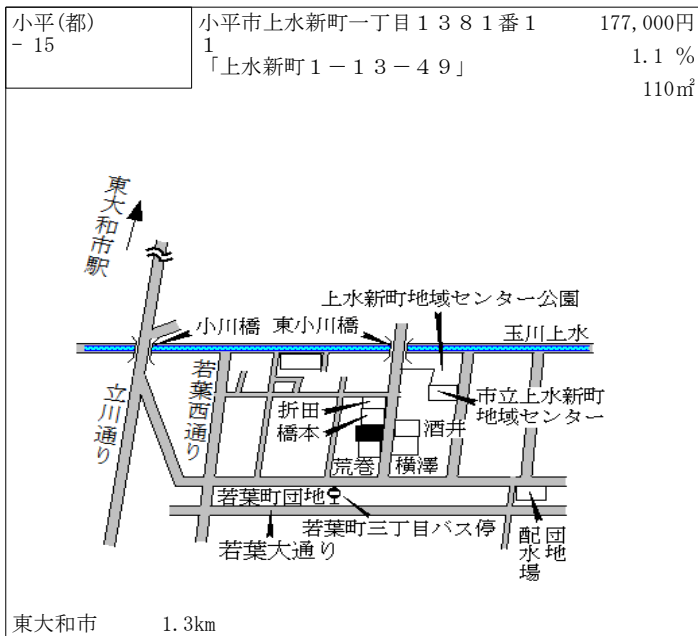 小平(都)
- 15
小平市上水新町一丁目１３８１番１
１
「上水新町１－１３－４９」
177,000円
1.1 %
110㎡
東大和市駅
上水新町地域センター公園
小川橋
東小川橋
玉川上水
立川通り
若葉西通り
折田
橋本
市立上水新町
地域センター
酒井
荒巻
横澤
若葉町団地
若葉町三丁目バス停
若葉大通り
団地
配水場
東大和市
1.3km